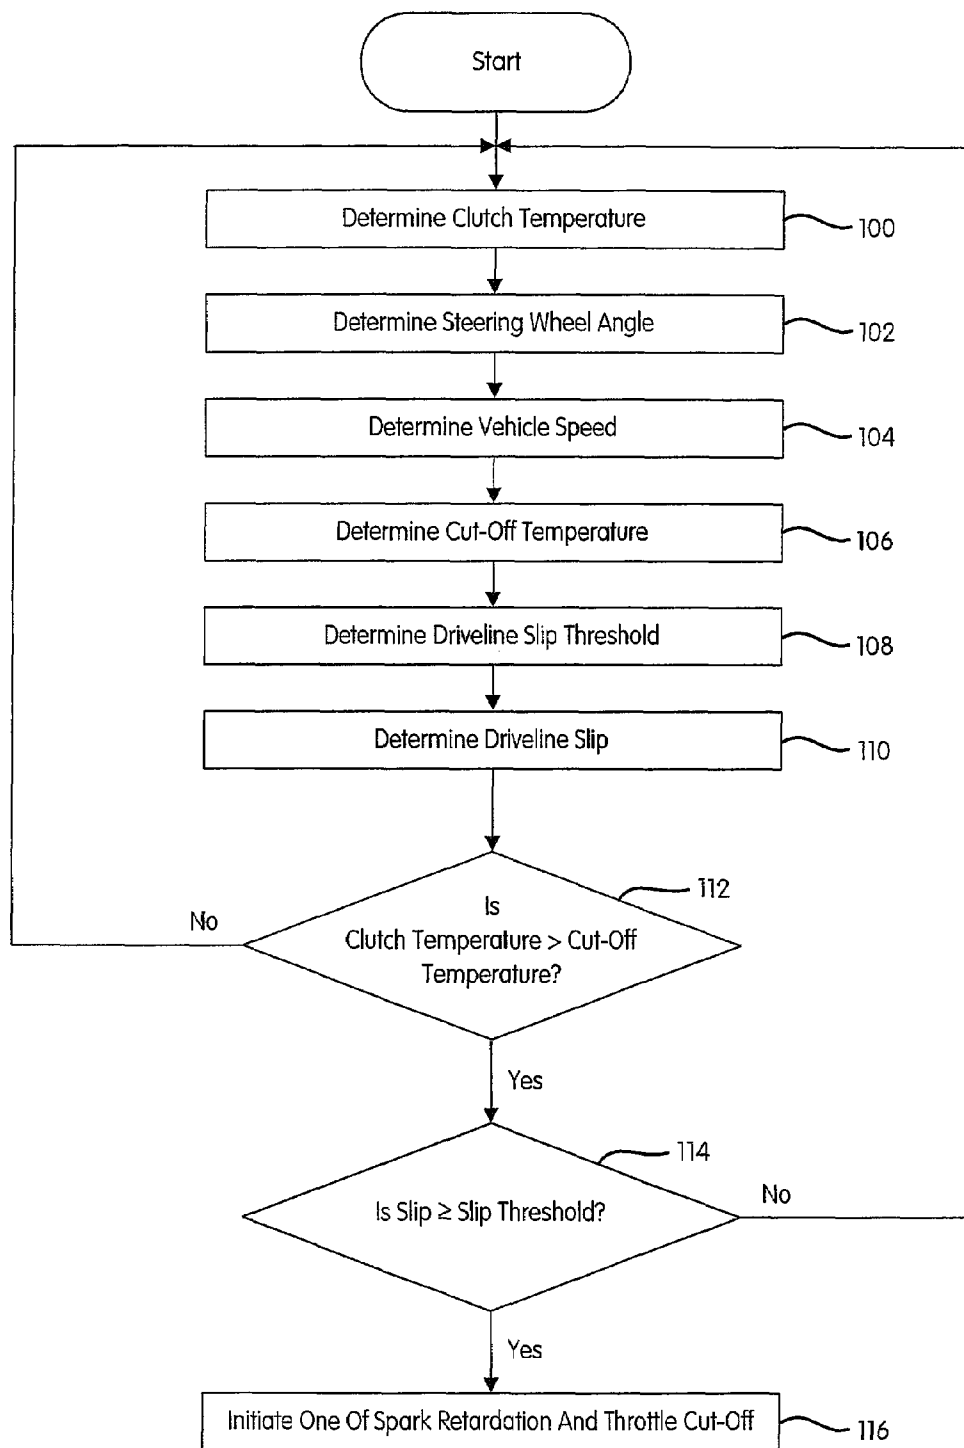 Start
Determine Clutch Temperature
100
Determine Steering Wheel Angle
102
Determine Vehicle Speed
104
Determine Cut-Off Temperature
106
Determine Driveline Slip Threshold
108
Determine Driveline Slip
110
112
No
Is
Clutch Temperature > Cut-Off
Temperature?
Yes
114
No
Is Slip ≥ Slip Threshold?
Yes
Initiate One Of Spark Retardation And Throttle Cut-Off
116